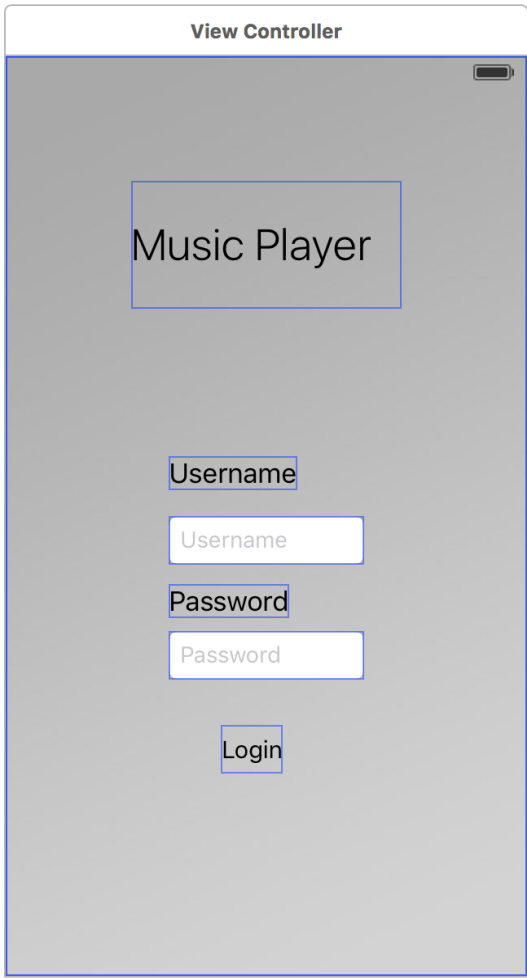 View Controller
Music Player
Username
Username
Password
Password
Login